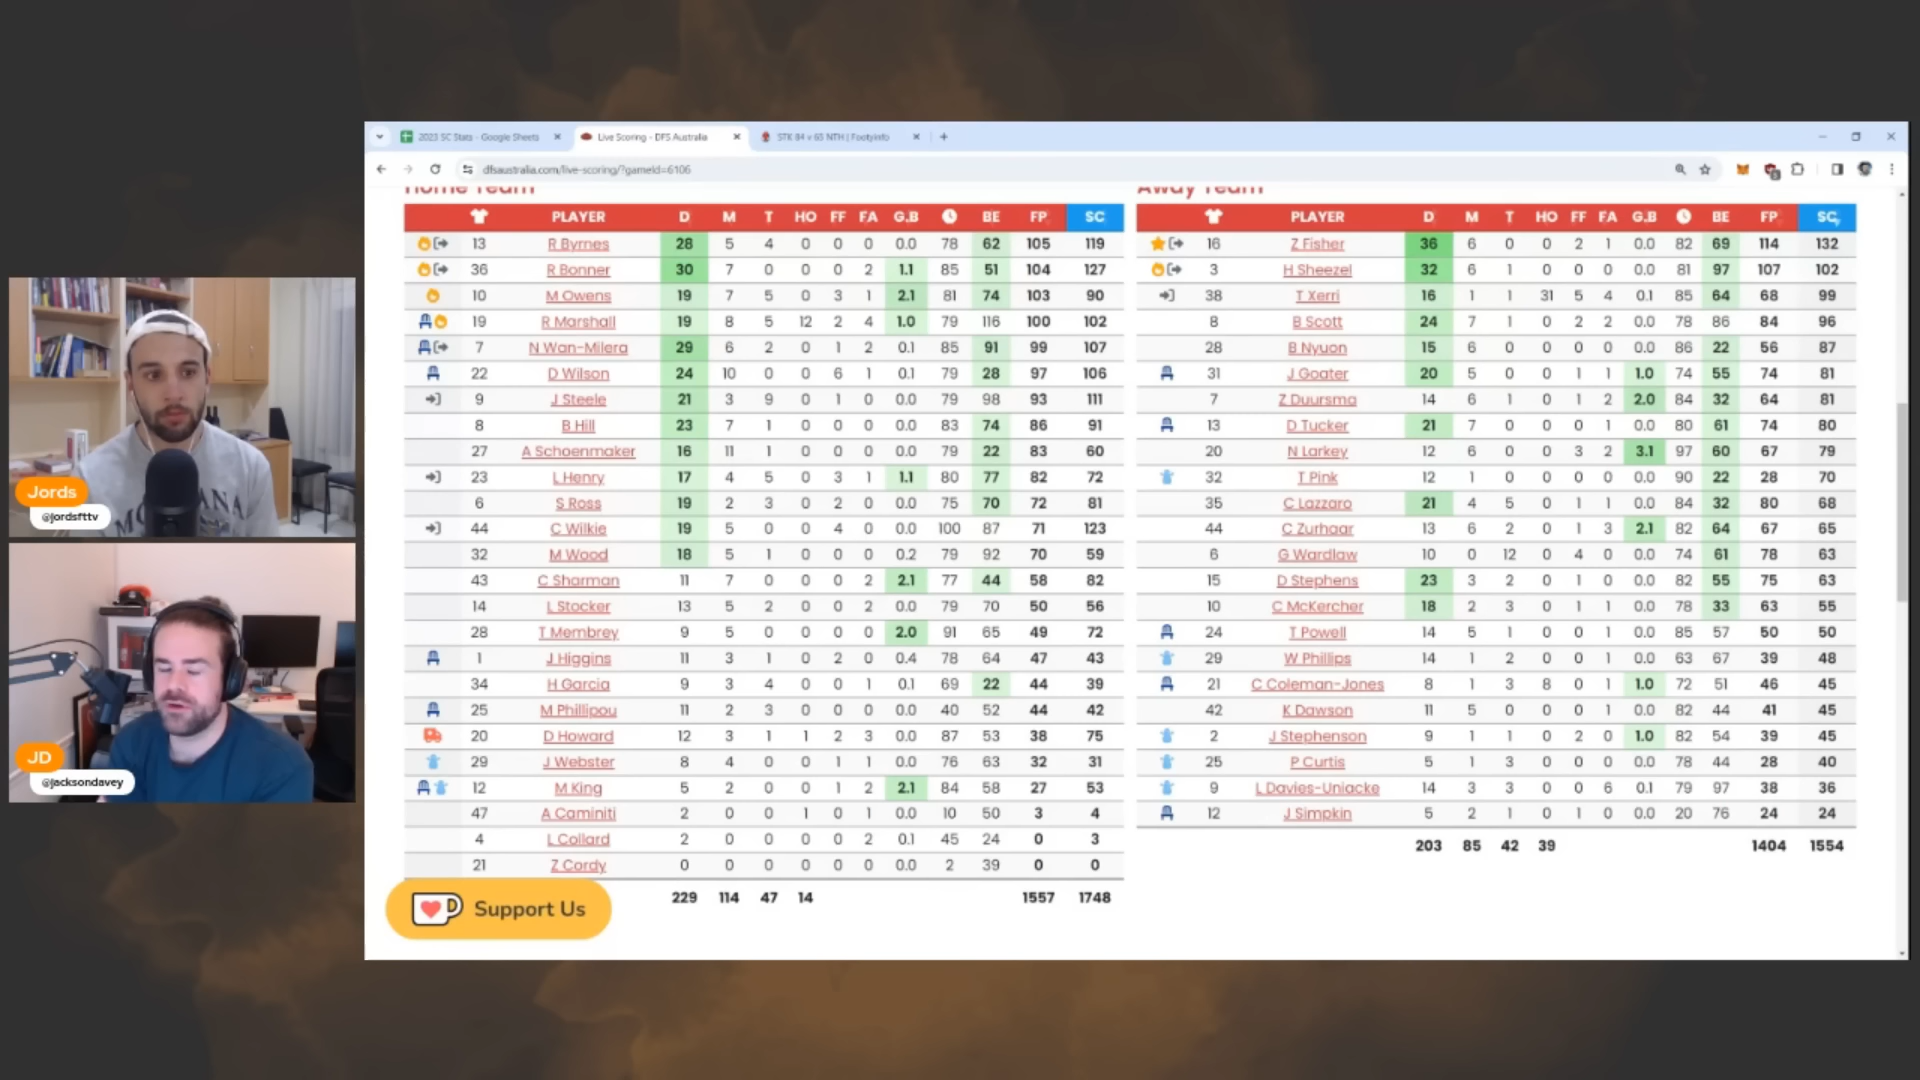 2023 SC Stats - Google Sheets
Live Scoring - DFS Australia
STK 84 v 65 NTH | FootyInfo
dfsaustralia.com/live-scoring/?gameId=6106
Home Team
PLAYER D M T HO FF FA G.B BE FP SC
13 R Byrnes 28 5 4 0 0 0 0.0 78 62 105 119
36 R Bonner 30 7 0 0 0 2 1.1 85 51 104 127
10 M Owens 19 7 5 0 3 1 2.1 81 74 103 90
19 R Marshall 19 8 5 12 2 4 1.0 79 116 100 102
7 N Wan-Milera 29 6 2 0 1 2 0.1 85 91 99 107
22 D Wilson 24 10 0 0 6 1 0.1 79 28 97 106
9 J Steele 21 3 9 0 1 0 0.0 79 98 93 111
8 B Hill 23 7 1 0 0 0 0.0 83 74 86 91
27 A Schoenmaker 16 11 1 0 0 0 0.0 79 22 83 60
23 L Henry 17 4 5 0 3 1 1.1 80 77 82 72
6 S Ross 19 2 3 0 2 0 0.0 75 70 72 81
44 C Wilkie 19 5 0 0 4 0 0.0 100 87 71 123
32 M Wood 18 5 1 0 0 0 0.2 79 92 70 59
43 C Sharman 11 7 0 0 0 2 2.1 77 44 58 82
14 L Stocker 13 5 2 0 0 2 0.0 79 70 50 56
28 T Membrey 9 5 0 0 0 0 2.0 91 65 49 72
1 J Higgins 11 3 1 0 2 0 0.4 78 64 47 43
34 H Garcia 9 3 4 0 0 1 0.1 69 22 44 39
25 M Phillipou 11 2 3 0 0 0 0.0 40 52 44 42
20 D Howard 12 3 1 1 2 3 0.0 87 53 38 75
29 J Webster 8 4 0 0 1 1 0.0 76 63 32 31
12 M King 5 2 0 0 1 2 2.1 84 58 27 53
47 A Caminiti 2 0 0 1 0 1 0.0 10 50 3 4
4 L Collard 2 0 0 0 0 2 0.1 45 24 0 3
21 Z Cordy 0 0 0 0 0 0 0.0 2 39 0 0
229 114 47 14 1557 1748
Support Us
Away Team
PLAYER D M T HO FF FA G.B BE FP SC
16 Z Fisher 36 6 0 0 2 1 0.0 82 69 114 132
3 H Sheezel 32 6 1 0 0 0 0.0 81 97 107 102
38 T Xerri 16 1 1 31 5 4 0.1 85 64 68 99
8 B Scott 24 7 1 0 2 2 0.0 78 86 84 96
28 B Nyuon 15 6 0 0 0 0 0.0 86 22 56 87
31 J Goater 20 5 0 0 1 1 1.0 74 55 74 81
7 Z Duursma 14 6 1 0 1 2 2.0 84 32 64 81
13 D Tucker 21 7 0 0 0 1 0.0 80 61 74 80
20 N Larkey 12 6 0 0 3 2 3.1 97 60 67 79
32 T Pink 12 1 0 0 0 0 0.0 90 22 28 70
35 C Lazzaro 21 4 5 0 1 1 0.0 84 32 80 68
44 C Zurhaar 13 6 2 0 1 3 2.1 82 64 67 65
6 G Wardlaw 10 0 12 0 4 0 0.0 74 61 78 63
15 D Stephens 23 3 2 0 1 0 0.0 82 55 75 63
10 C McKercher 18 2 3 0 1 1 0.0 78 33 63 55
24 T Powell 14 5 1 0 0 1 0.0 85 57 50 50
29 W Phillips 14 1 2 0 0 1 0.0 63 67 39 48
21 C Coleman-Jones 8 1 3 8 0 1 1.0 72 51 46 45
42 K Dawson 11 5 0 0 0 1 0.0 82 44 41 45
2 J Stephenson 9 1 1 0 2 0 1.0 82 54 39 45
25 P Curtis 5 1 3 0 0 0 0.0 78 44 28 40
9 L Davies-Uniacke 14 3 3 0 0 6 0.1 79 97 38 36
12 J Simpkin 5 2 1 0 1 0 0.0 20 76 24 24
203 85 42 39 1404 1554
Jords
@jordsfttv
JD
@jacksondavey